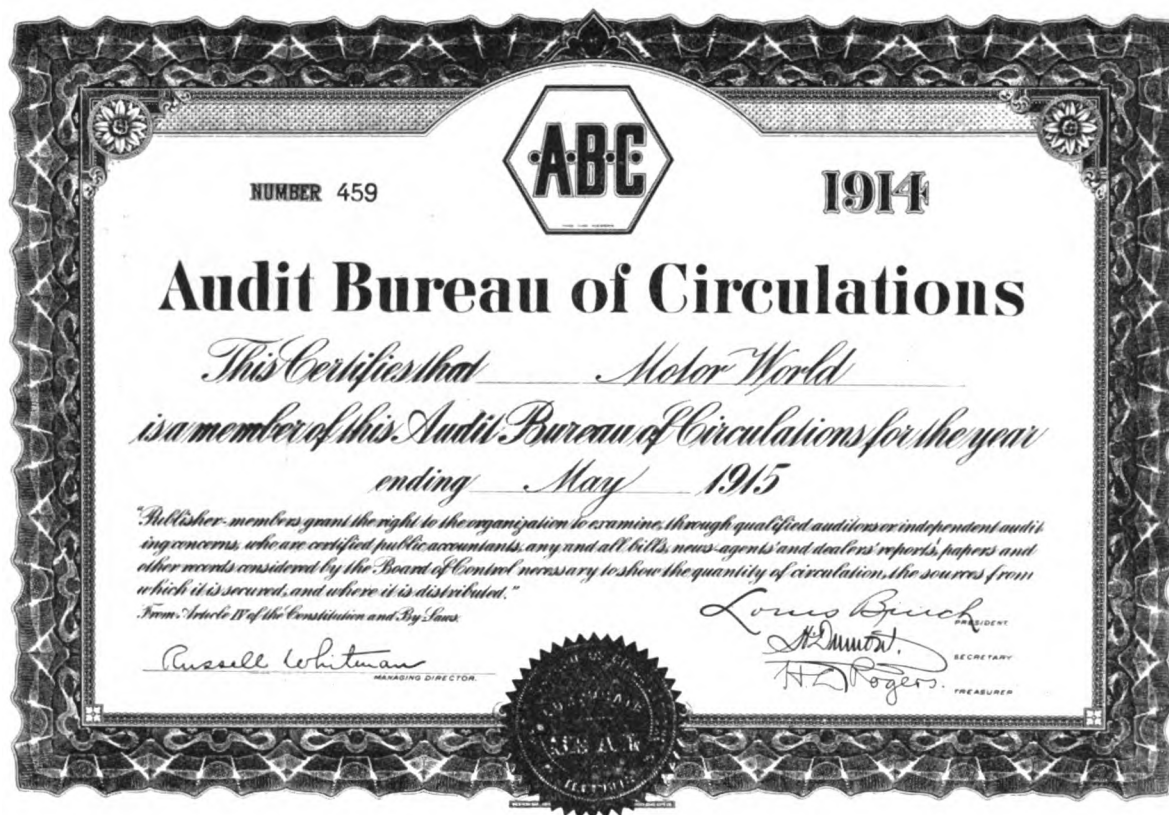 A·B·C
NUMBER 459
1914
Audit Bureau of Circulations
This Certifies that Motor World
is a member of this Audit Bureau of Circulations for the year
ending May 1915
"Publisher-members grant the right to the organization to examine, through qualified auditors or independent audit
ing concerns, who are certified public accountants, any and all bills, news-agents' and dealers' reports, papers and
other records considered by the Board of Control necessary to show the quantity of circulation, the sources from
which it is secured, and where it is distributed."
From Article IV of the Constitution and By-Laws.
Louis Bruch
PRESIDENT
SECRETARY
Russell Whitman
MANAGING DIRECTOR.
H. Rogers.
TREASURER